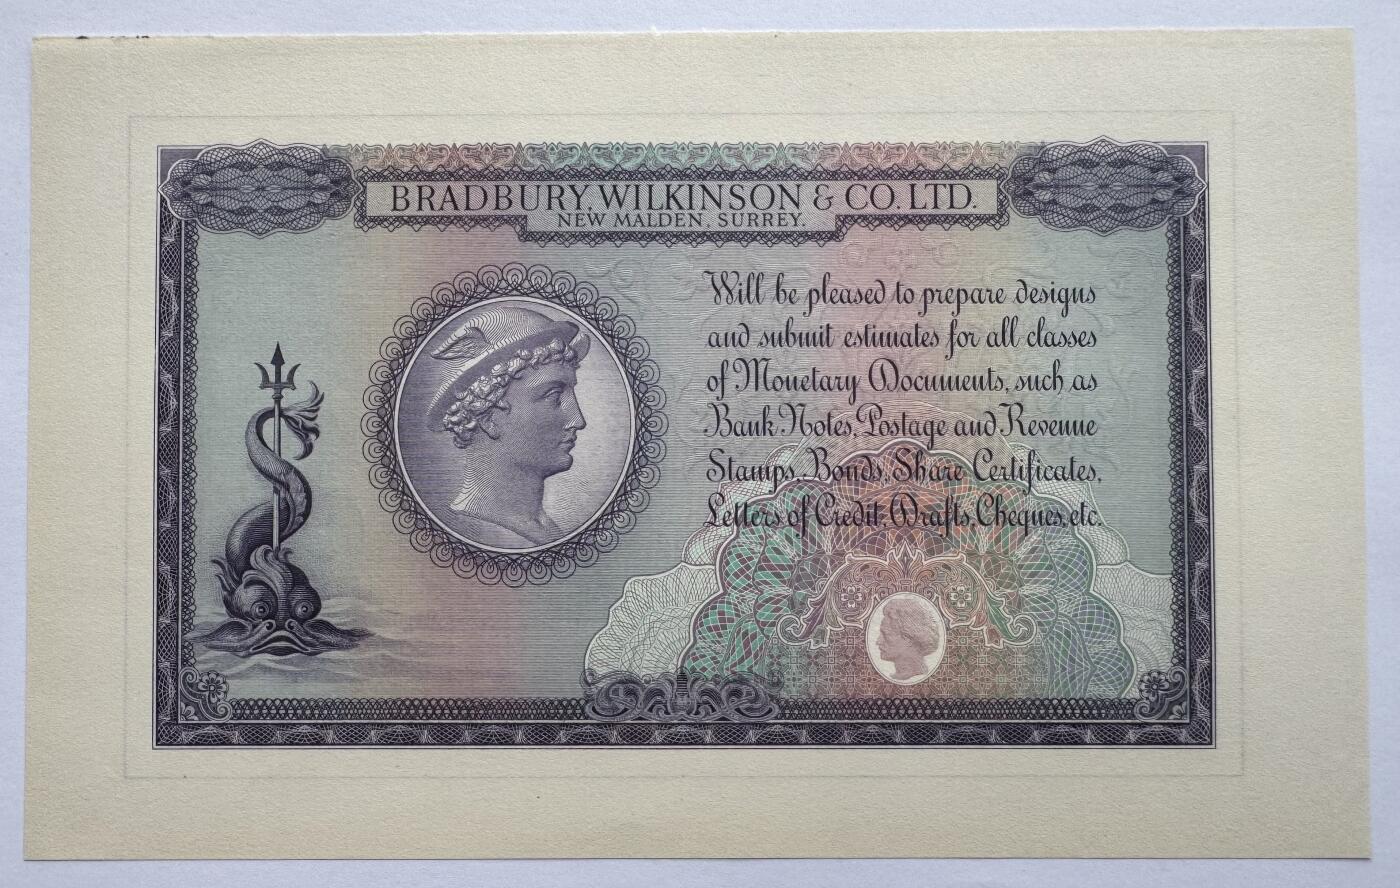 BRADBURY, WILKINSON & CO. LTD.
NEW MALDEN, SURREY.
Will be pleased to prepare designs
and submit estimates for all classes
of Monetary Documents, such as
Bank Notes, Postage and Revenue
Stamps, Bonds, Share Certificates,
Letters of Credit, Drafts, Cheques, etc.